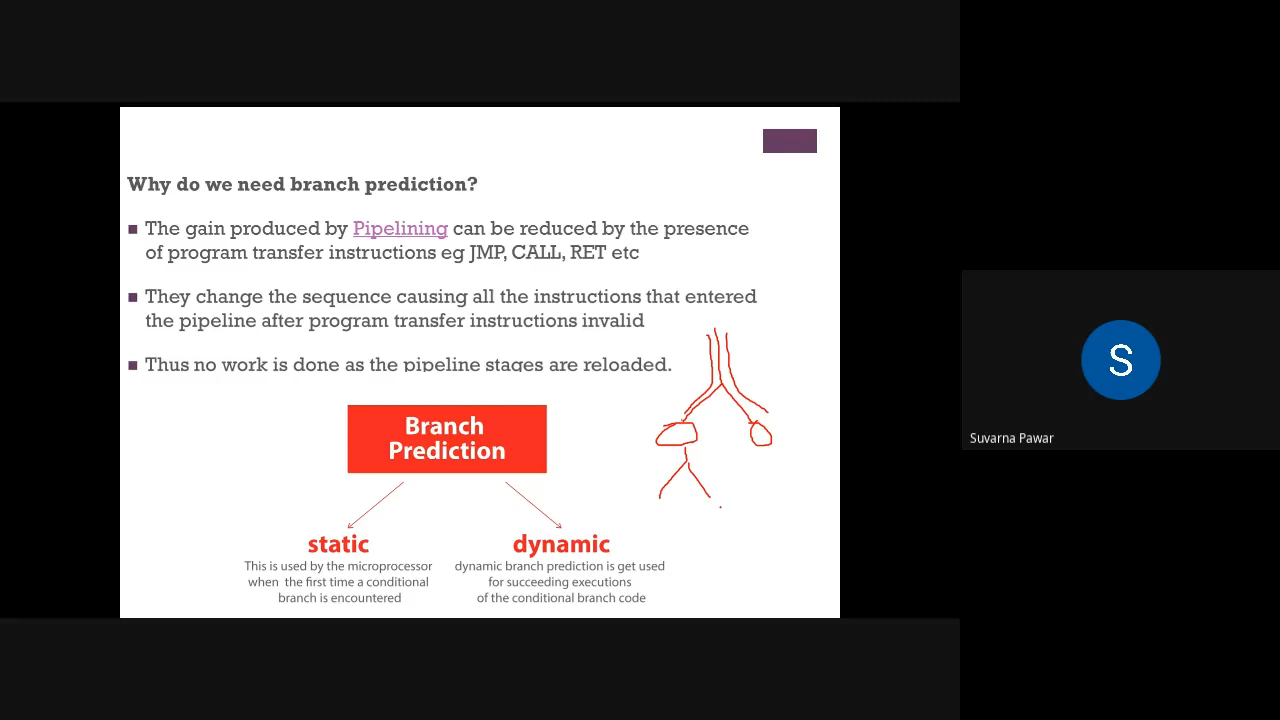 Why do we need branch prediction?
■ The gain produced by Pipelining can be reduced by the presence
of program transfer instructions eg JMP, CALL, RET etc
■ They change the sequence causing all the instructions that entered
the pipeline after program transfer instructions invalid
■ Thus no work is done as the pipeline stages are reloaded.
Branch
Prediction
static
This is used by the microprocessor
when the first time a conditional
branch is encountered
dynamic
dynamic branch prediction is get used
for succeeding executions
of the conditional branch code
S
Suvarna Pawar